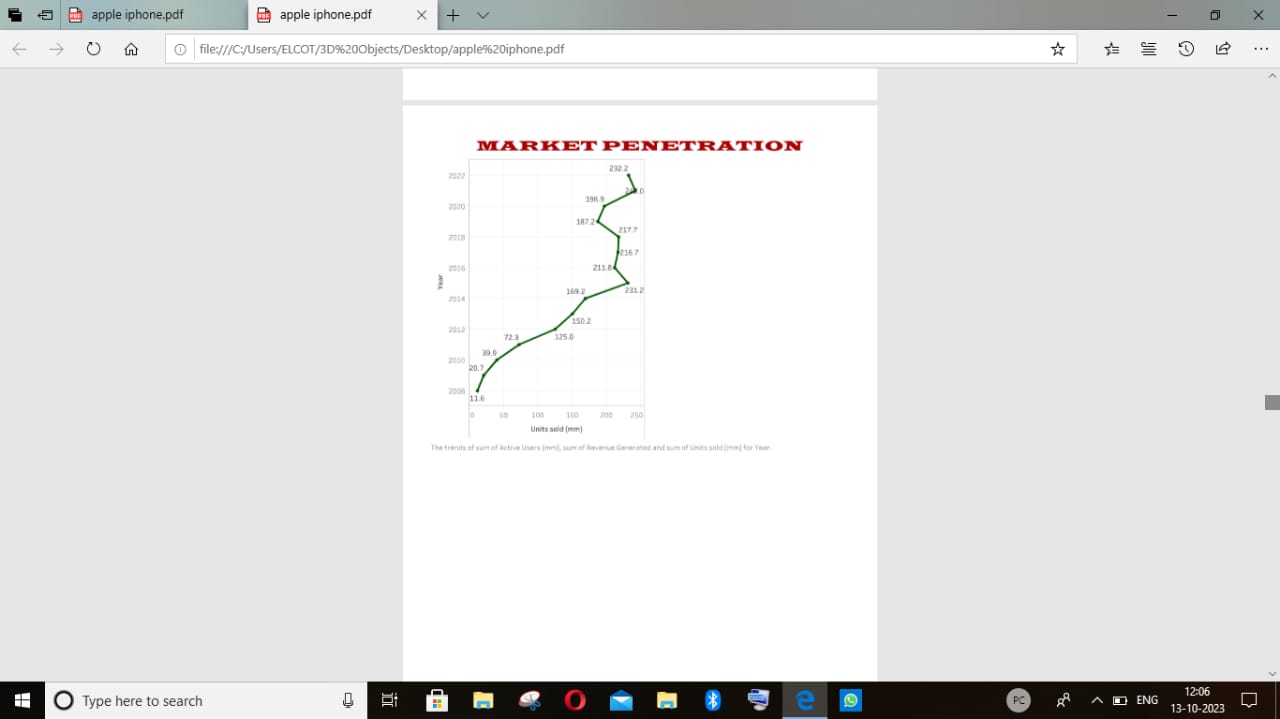 apple iphone.pdf
apple iphone.pdf
file:///C:/Users/ELCOT/3D%20Objects/Desktop/apple%20iphone.pdf
MARKET PENETRATION
232.2
2022
396.9
2020
187.2
217.7
2018
216.7
2016
211.8
Year
169.2
231.2
2014
150.2
2012
72.3
125.0
39.9
2010
20.7
2008
11.6
0 50 100 150 200 250
Units sold (mm)
The trends of sum of Active Users (mm), sum of Revenue Generated and sum of Units sold (mm) for Year.
Type here to search
PC
ENG
12:06
13-10-2023